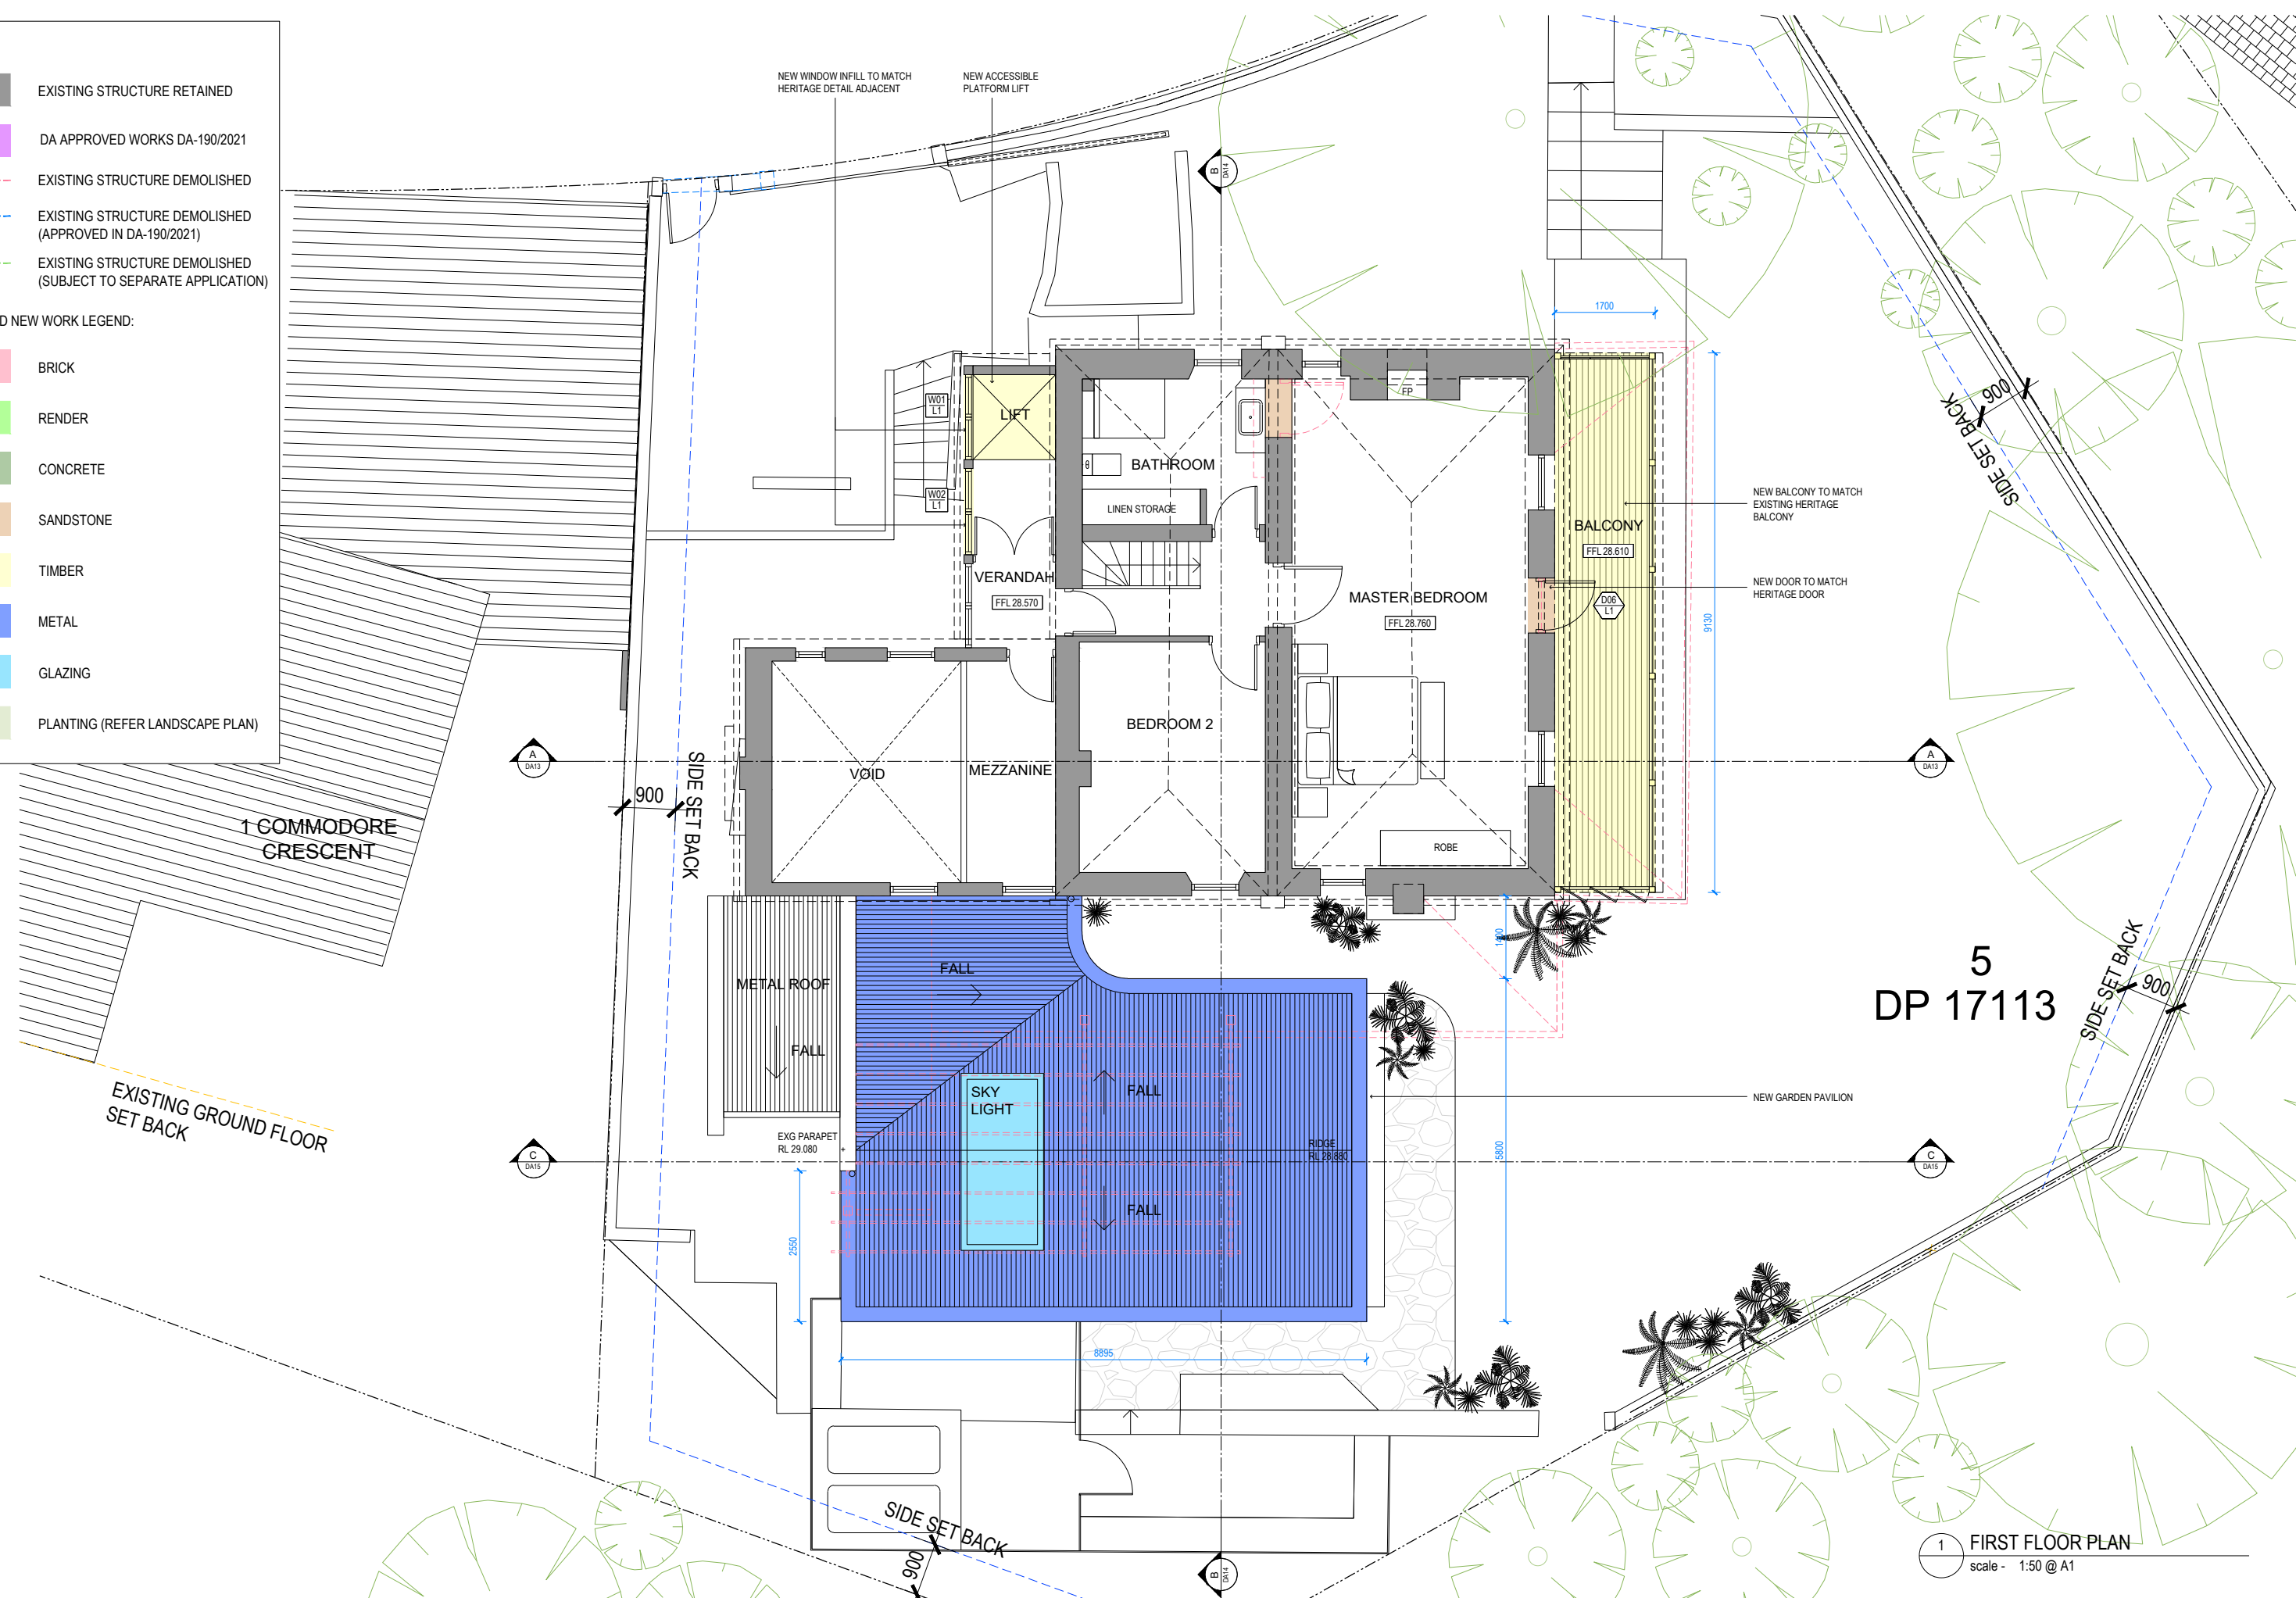 EXISTING STRUCTURE RETAINED
DA APPROVED WORKS DA-190/2021
EXISTING STRUCTURE DEMOLISHED
EXISTING STRUCTURE DEMOLISHED
(APPROVED IN DA-190/2021)
EXISTING STRUCTURE DEMOLISHED
(SUBJECT TO SEPARATE APPLICATION)
D NEW WORK LEGEND:
BRICK
RENDER
CONCRETE
SANDSTONE
TIMBER
METAL
GLAZING
PLANTING (REFER LANDSCAPE PLAN)
NEW WINDOW INFILL TO MATCH
HERITAGE DETAIL ADJACENT
NEW ACCESSIBLE
PLATFORM LIFT
B
DA14
1700
900
SIDE SET BACK
W01
L1
LIFT
FP
BATHROOM
W02
L1
LINEN STORAGE
NEW BALCONY TO MATCH
EXISTING HERITAGE
BALCONY
BALCONY
FFL 28.610
VERANDAH
FFL 28.570
MASTER BEDROOM
FFL 28.760
NEW DOOR TO MATCH
HERITAGE DOOR
D06
L1
9130
BEDROOM 2
A
DA13
VOID
MEZZANINE
A
DA13
SIDE SET BACK
900
1 COMMODORE
CRESCENT
ROBE
1400
METAL ROOF
FALL
FALL
5
DP 17113
SIDE SET BACK
900
SKY
LIGHT
FALL
NEW GARDEN PAVILION
EXISTING GROUND FLOOR
SET BACK
EXG PARAPET
RL 29.080
RIDGE
RL 28.880
5800
C
DA15
C
DA15
FALL
2550
8895
SIDE SET BACK
900
B
DA14
1
FIRST FLOOR PLAN
scale - 1:50 @ A1